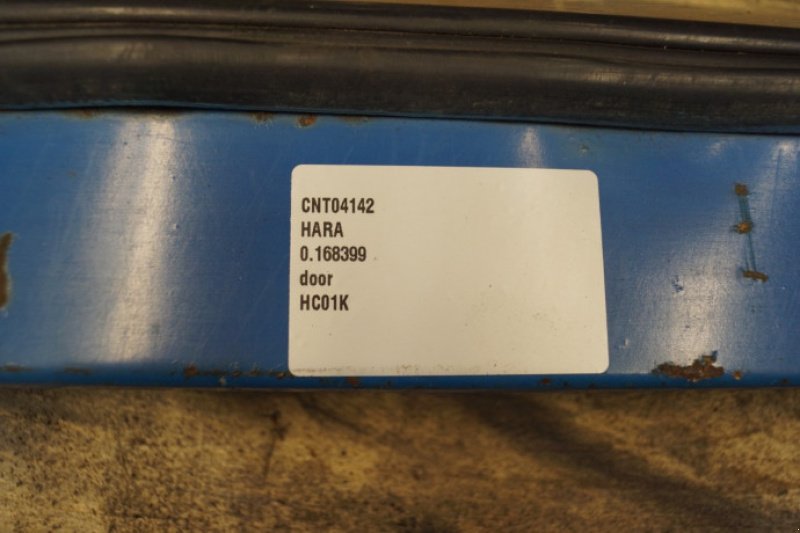 CNT04142
HARA
0.168399
door
HC01K